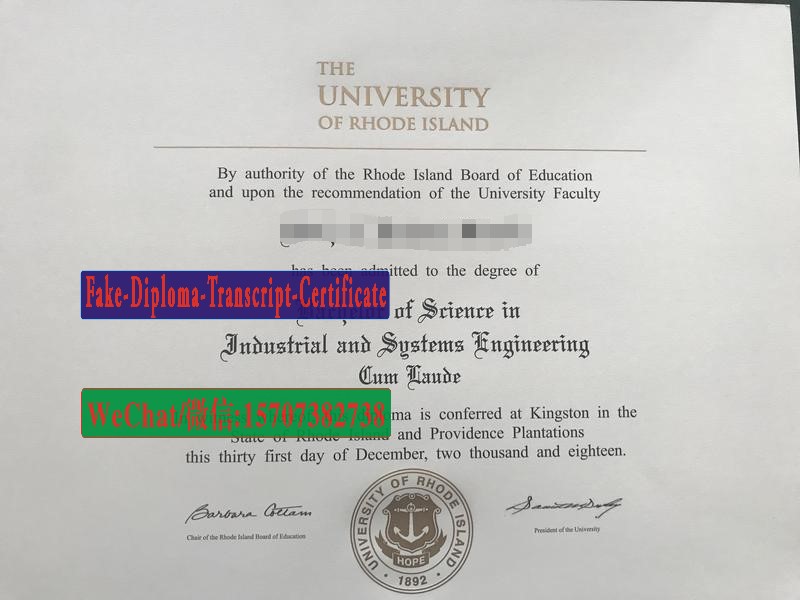 THE
UNIVERSITY
OF RHODE ISLAND
By authority of the Rhode Island Board of Education
and upon the recommendation of the University Faculty
has been admitted to the degree of
Fake-Diploma-Transcript-Certificate
Bachelor of Science in
Industrial and Systems Engineering
Cum Laude
WeChat/微信:15707382738
is conferred at Kingston in the
State of Rhode Island and Providence Plantations
this thirty first day of December, two thousand and eighteen.
Barbara Cottam
Chair of the Rhode Island Board of Education
President of the University
UNIVERSITY OF RHODE ISLAND
HOPE
1892